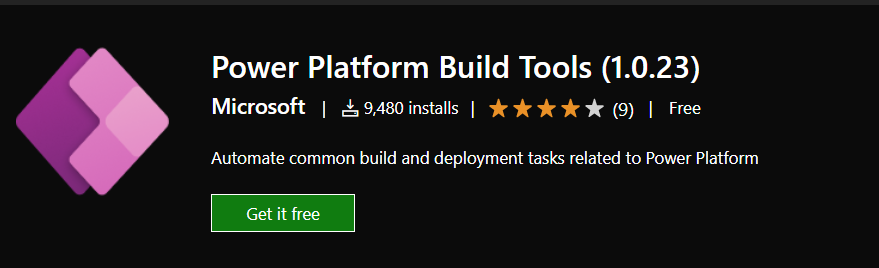 Power Platform Build Tools (1.0.23)
Microsoft | 9,480 installs | (9) | Free
Automate common build and deployment tasks related to Power Platform
Get it free